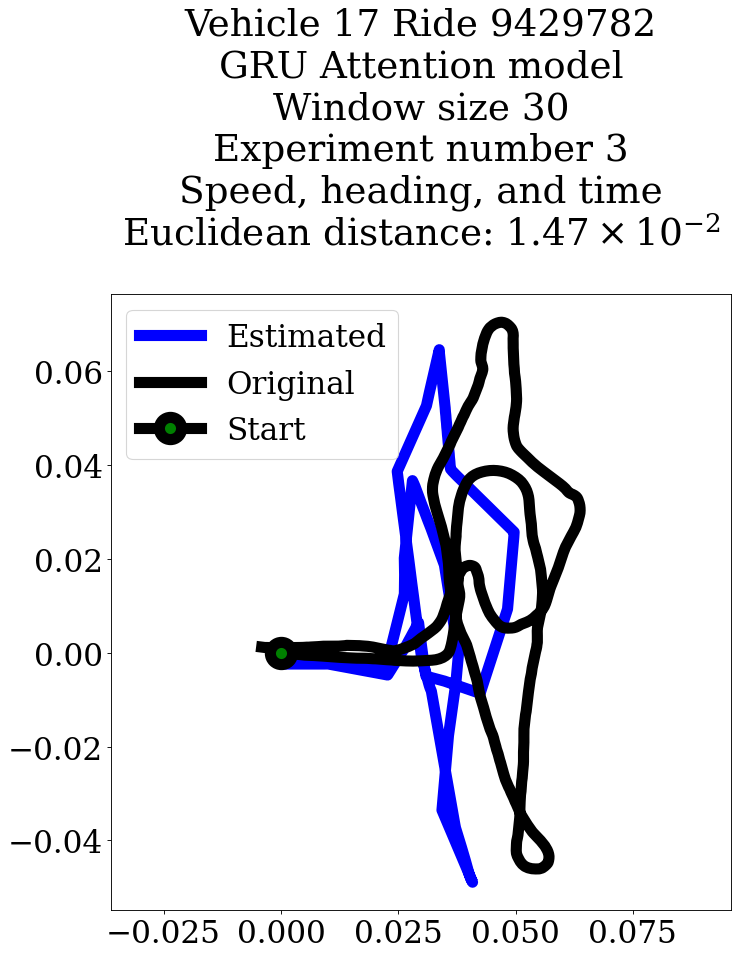 Vehicle 17 Ride 9429782
GRU Attention model
Window size 30
Experiment number 3
Speed, heading, and time
Euclidean distance: 1.47 × 10⁻²
Estimated
Original
Start
0.06
0.04
0.02
0.00
−0.02
−0.04
−0.025 0.000 0.025 0.050 0.075